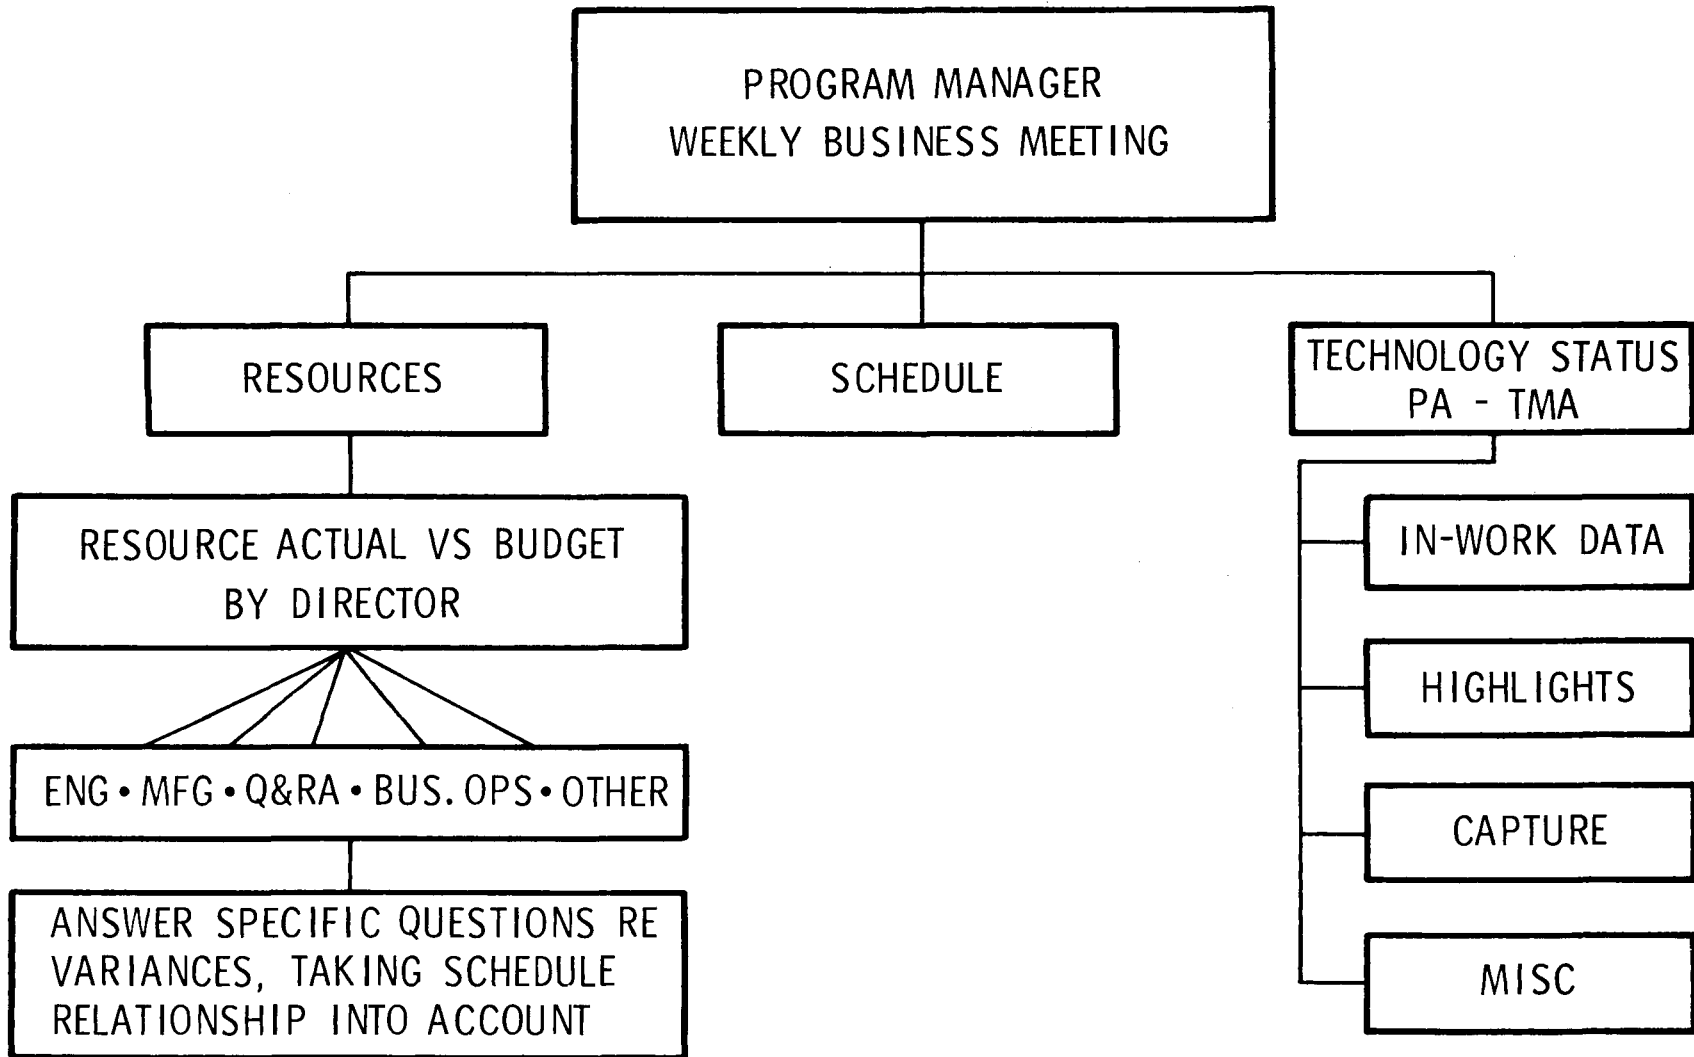 PROGRAM MANAGER
WEEKLY BUSINESS MEETING
RESOURCES
SCHEDULE
TECHNOLOGY STATUS
PA - TMA
RESOURCE ACTUAL VS BUDGET
BY DIRECTOR
ENG • MFG • Q&RA • BUS. OPS • OTHER
ANSWER SPECIFIC QUESTIONS RE
VARIANCES, TAKING SCHEDULE
RELATIONSHIP INTO ACCOUNT
IN-WORK DATA
HIGHLIGHTS
CAPTURE
MISC